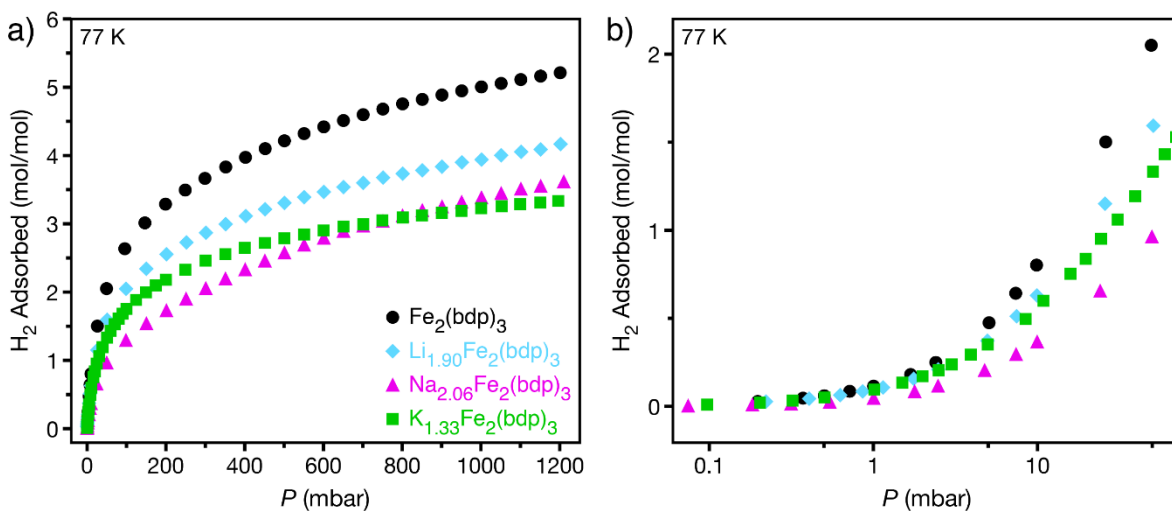 a)
77 K
H2 Adsorbed (mol/mol)
6
5
4
3
2
1
0
Fe2(bdp)3
Li1.90Fe2(bdp)3
Na2.06Fe2(bdp)3
K1.33Fe2(bdp)3
0 200 400 600 800 1000 1200
P (mbar)
b)
77 K
H2 Adsorbed (mol/mol)
2
1
0
0.1 1 10
P (mbar)